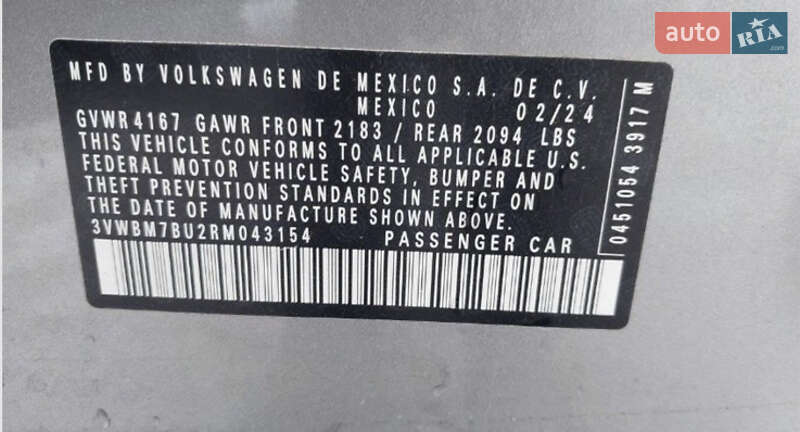 auto RIA.com
MFD BY VOLKSWAGEN DE MEXICO S.A. DE C.V.
MEXICO 02/24
GVWR 4167 GAWR FRONT 2183 / REAR 2094 LBS
THIS VEHICLE CONFORMS TO ALL APPLICABLE U.S.
FEDERAL MOTOR VEHICLE SAFETY, BUMPER AND
THEFT PREVENTION STANDARDS IN EFFECT ON
THE DATE OF MANUFACTURE SHOWN ABOVE.
3VWBM7BU2RM043154 PASSENGER CAR
0451054 3917 M